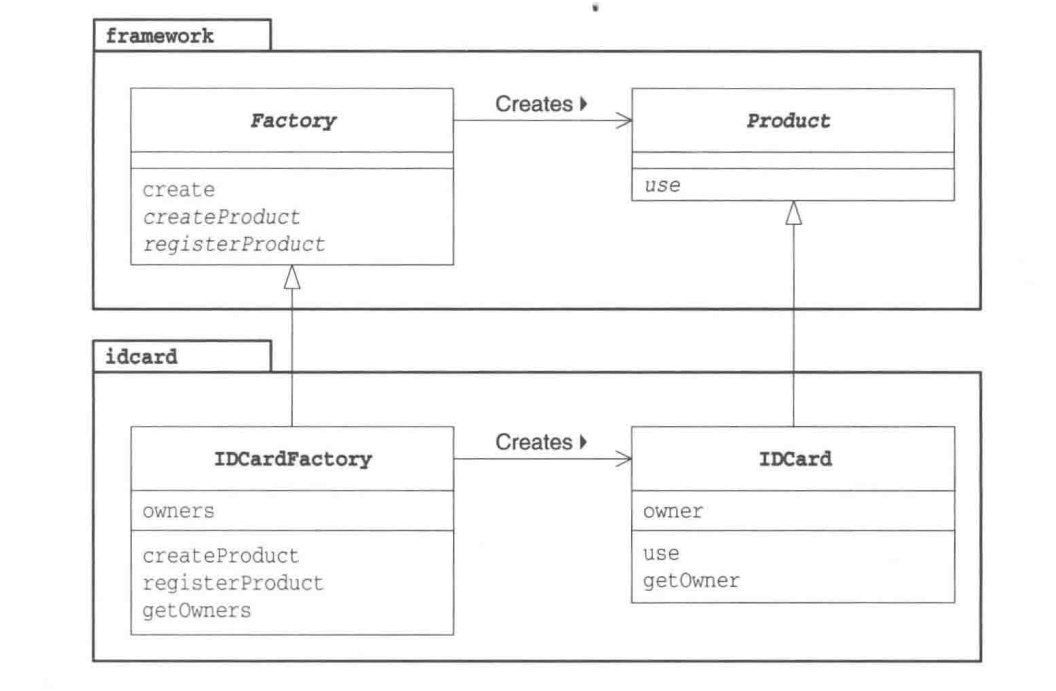 framework
Factory
Creates
Product
create
createProduct
registerProduct
use
idcard
IDCardFactory
Creates
IDCard
owners
owner
createProduct
registerProduct
getOwners
use
getOwner